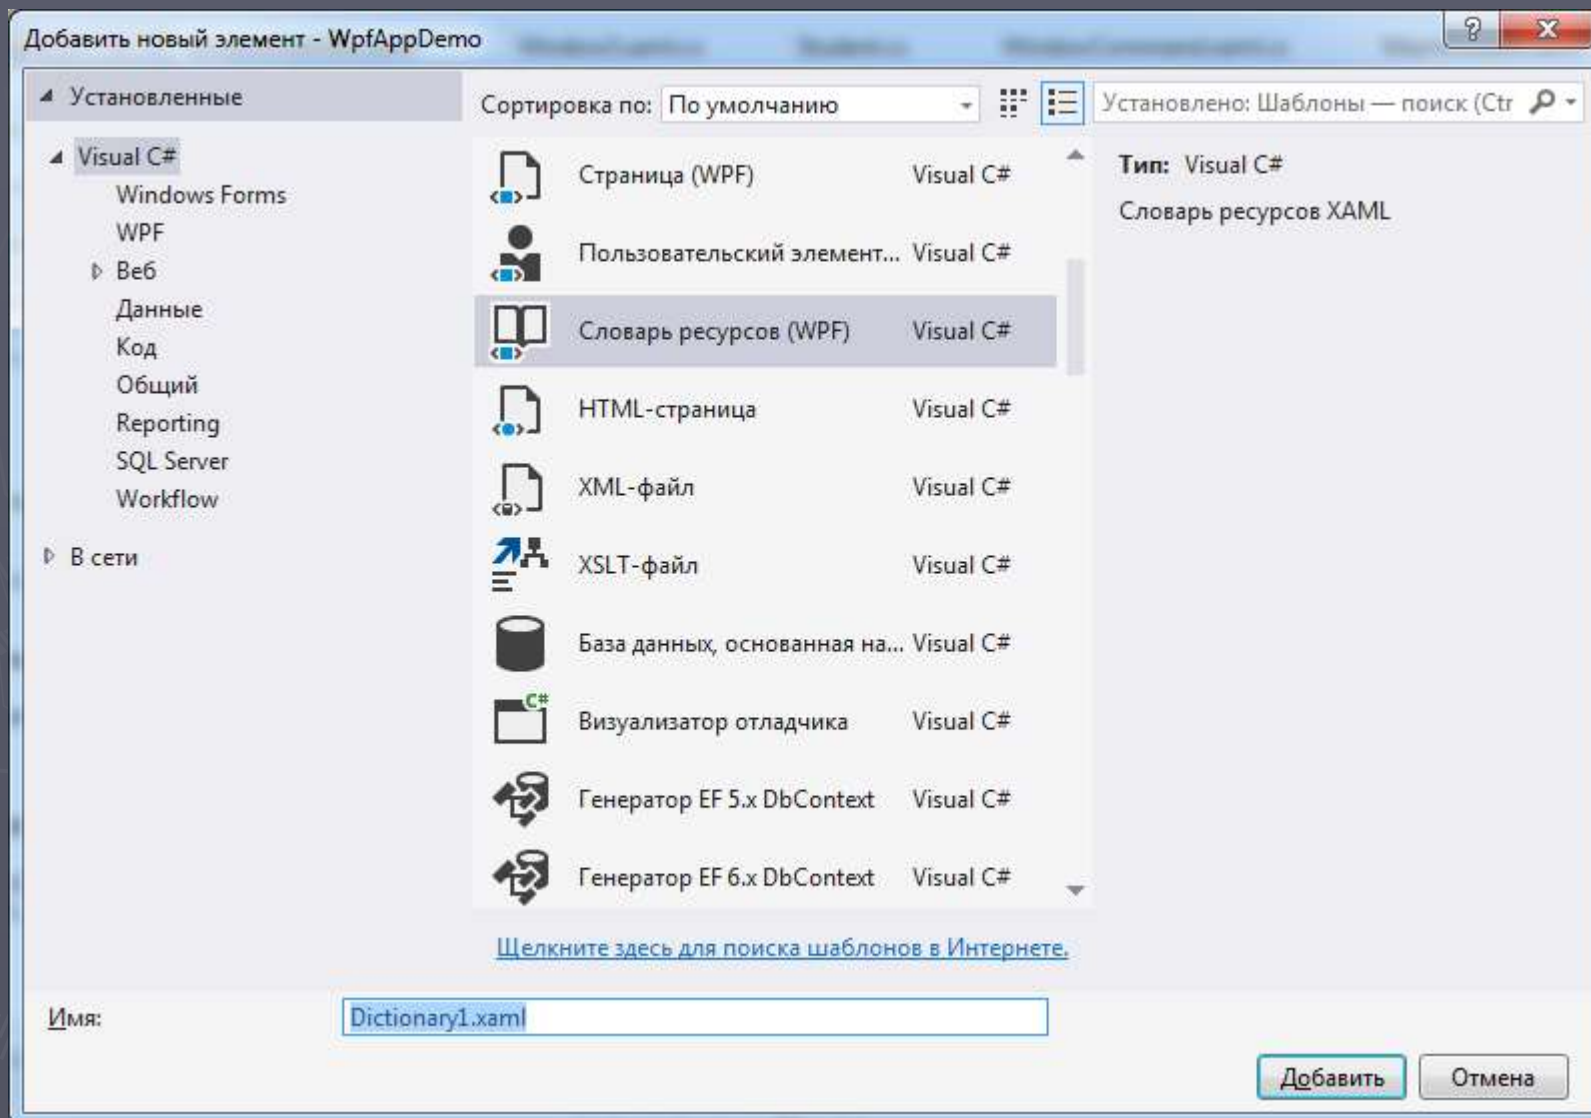 Добавить новый элемент - WpfAppDemo
Установленные
Visual C#
Windows Forms
WPF
Веб
Данные
Код
Общий
Reporting
SQL Server
Workflow
В сети
Сортировка по: По умолчанию
Установлено: Шаблоны — поиск (Ctr
Страница (WPF) Visual C#
Пользовательский элемент... Visual C#
Словарь ресурсов (WPF) Visual C#
HTML-страница Visual C#
XML-файл Visual C#
XSLT-файл Visual C#
База данных, основанная на... Visual C#
C#
Визуализатор отладчика Visual C#
Генератор EF 5.x DbContext Visual C#
Генератор EF 6.x DbContext Visual C#
Щелкните здесь для поиска шаблонов в Интернете.
Тип: Visual C#
Словарь ресурсов XAML
Имя: Dictionary1.xaml
Добавить Отмена